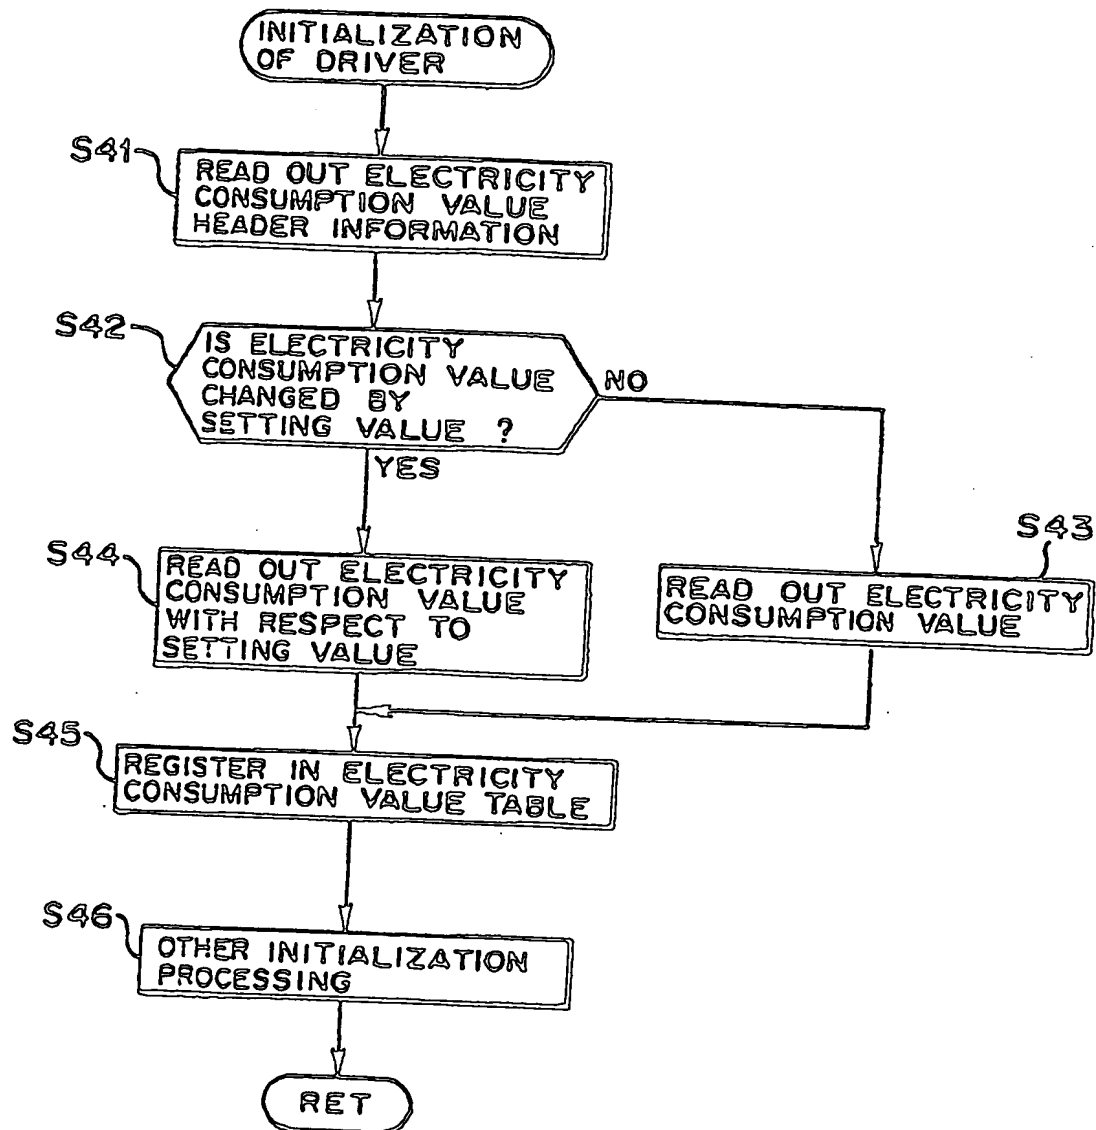 INITIALIZATION
OF DRIVER
S41
READ OUT ELECTRICITY
CONSUMPTION VALUE
HEADER INFORMATION
S42
IS ELECTRICITY
CONSUMPTION VALUE
CHANGED BY
SETTING VALUE ?
NO
YES
S44
READ OUT ELECTRICITY
CONSUMPTION VALUE
WITH RESPECT TO
SETTING VALUE
S43
READ OUT ELECTRICITY
CONSUMPTION VALUE
S45
REGISTER IN ELECTRICITY
CONSUMPTION VALUE TABLE
S46
OTHER INITIALIZATION
PROCESSING
RET